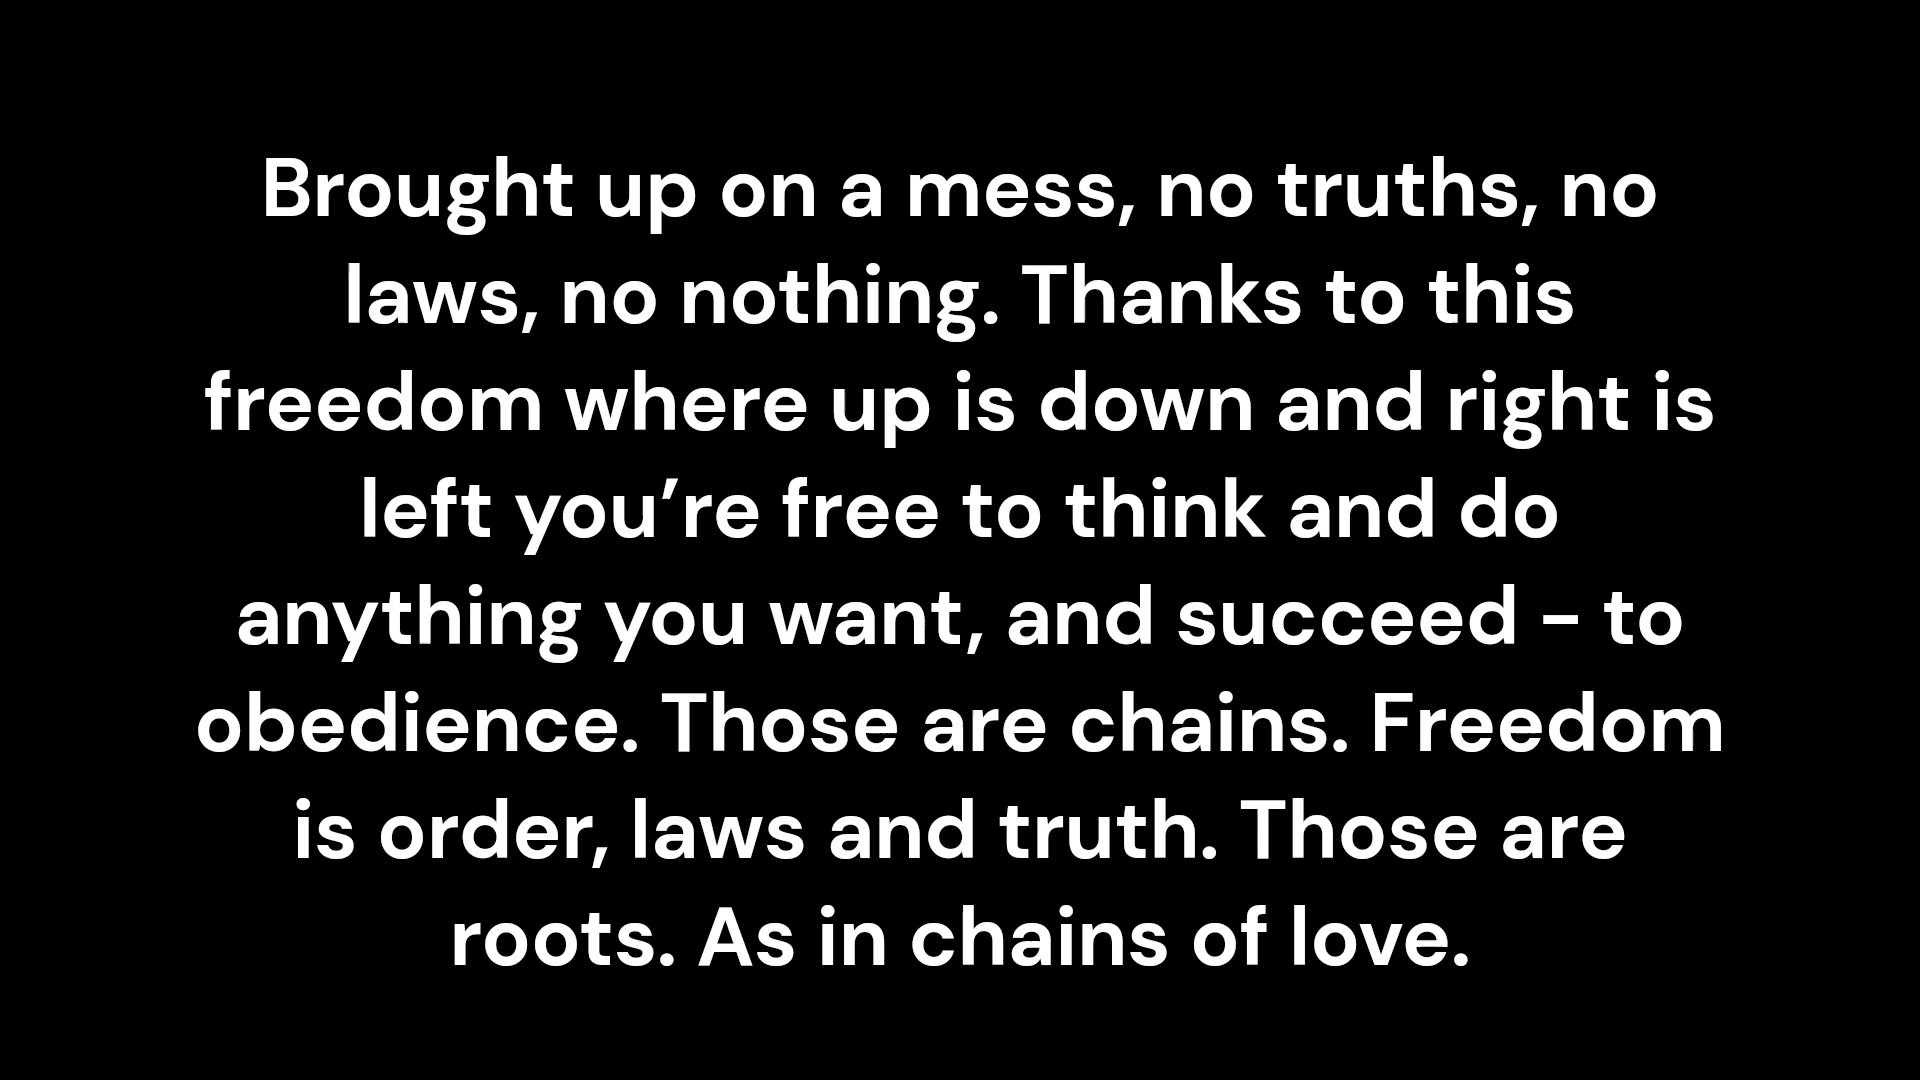 Brought up on a mess, no truths, no
laws, no nothing. Thanks to this
freedom where up is down and right is
left you’re free to think and do
anything you want, and succeed - to
obedience. Those are chains. Freedom
is order, laws and truth. Those are
roots. As in chains of love.